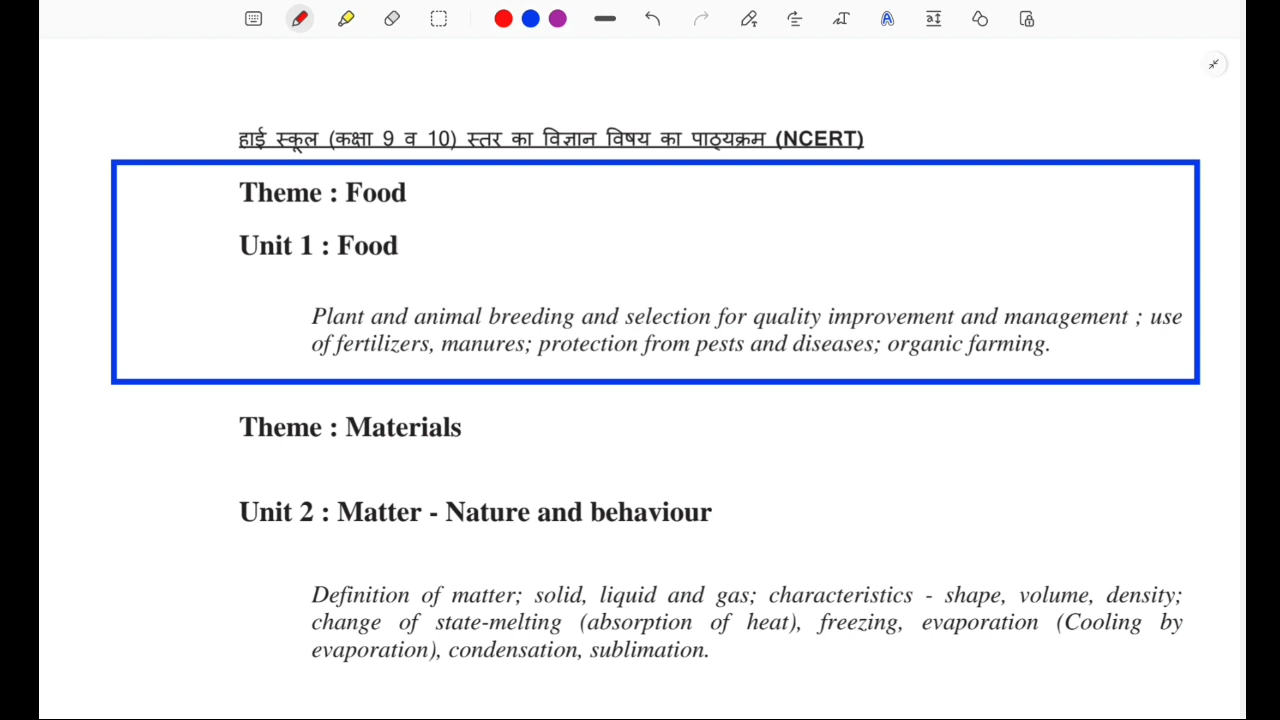 हाई स्कूल (कक्षा 9 व 10) स्तर का विज्ञान विषय का पाठ्यक्रम (NCERT)
Theme : Food
Unit 1 : Food
Plant and animal breeding and selection for quality improvement and management ; use
of fertilizers, manures; protection from pests and diseases; organic farming.
Theme : Materials
Unit 2 : Matter - Nature and behaviour
Definition of matter; solid, liquid and gas; characteristics - shape, volume, density;
change of state-melting (absorption of heat), freezing, evaporation (Cooling by
evaporation), condensation, sublimation.